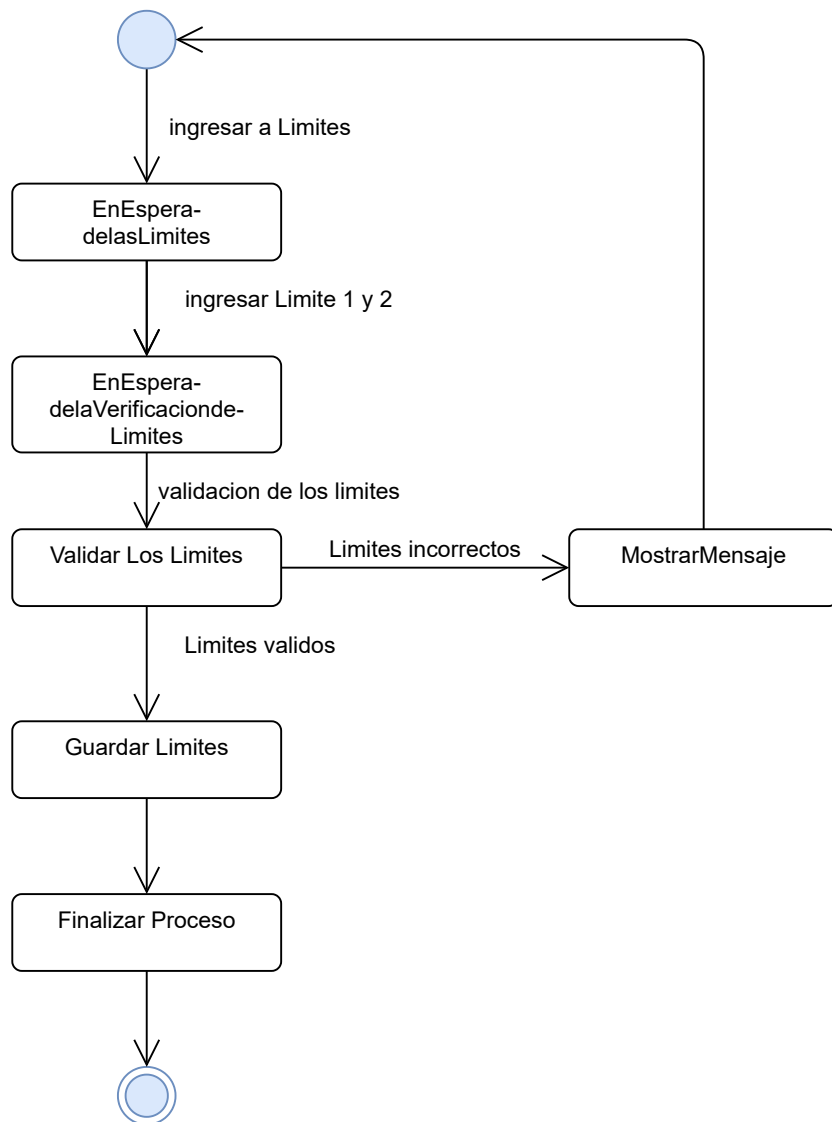 ingresar a Limites
EnEspera-
delasLimites
ingresar Limite 1 y 2
EnEspera-
delaVerificacionde-
Limites
validacion de los limites
Validar Los Limites
Limites incorrectos
MostrarMensaje
Limites validos
Guardar Limites
Finalizar Proceso